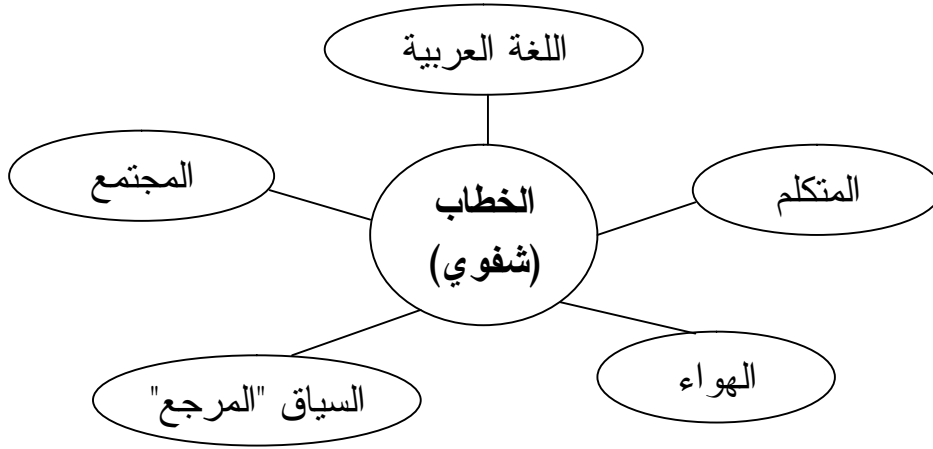 اللغة العربية
المتكلم
المجتمع
الخطاب
(شفوي)
الهواء
السياق "المرجع"